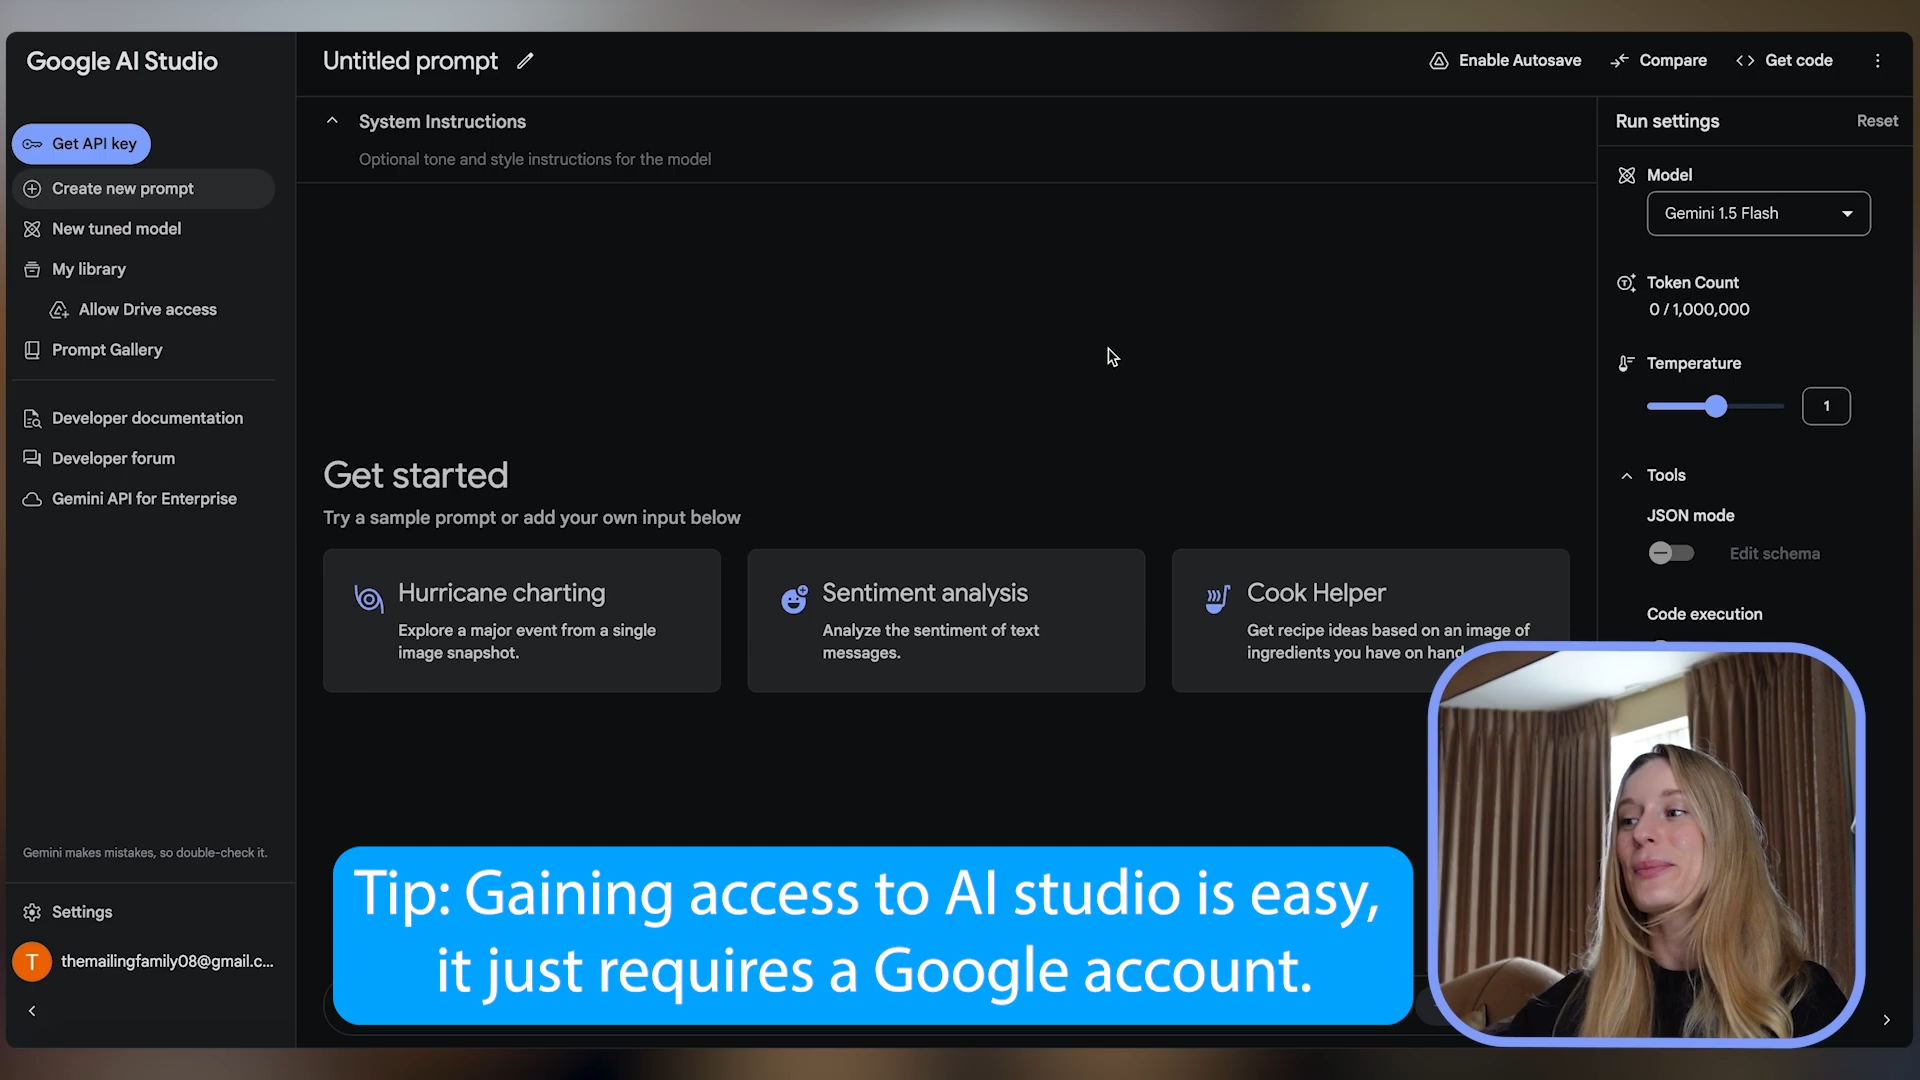 Google AI Studio
Untitled prompt
Enable Autosave
Compare
Get code
Get API key
Create new prompt
New tuned model
My library
Allow Drive access
Prompt Gallery
Developer documentation
Developer forum
Gemini API for Enterprise
System Instructions
Optional tone and style instructions for the model
Get started
Try a sample prompt or add your own input below
Hurricane charting
Explore a major event from a single
image snapshot.
Sentiment analysis
Analyze the sentiment of text
messages.
Cook Helper
Get recipe ideas based on an image of
ingredients you have on hand
Run settings
Reset
Model
Gemini 1.5 Flash
Token Count
0 / 1,000,000
Temperature
1
Tools
JSON mode
Edit schema
Code execution
Gemini makes mistakes, so double-check it.
Settings
T
themailingfamily08@gmail.c...
Tip: Gaining access to AI studio is easy,
it just requires a Google account.